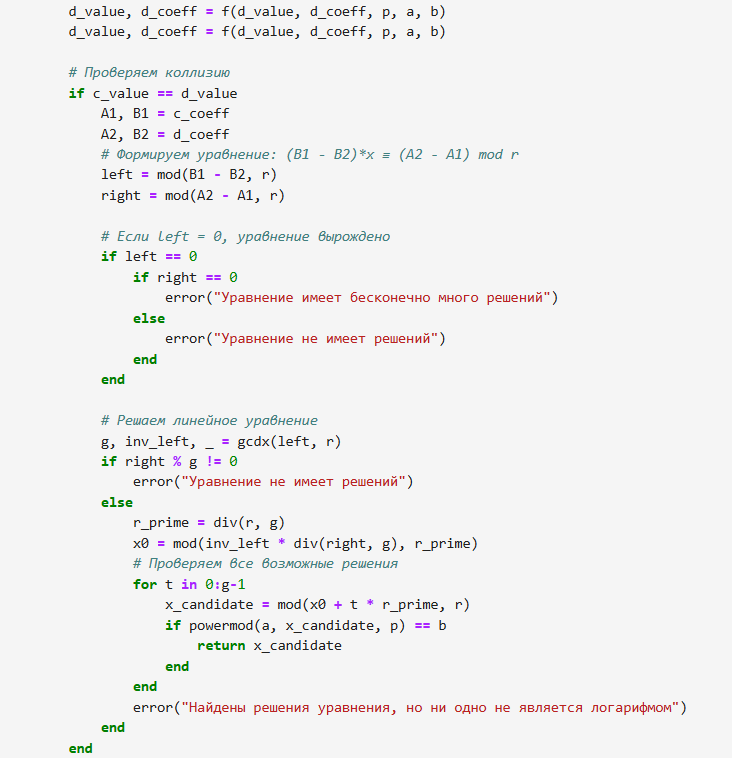 d_value, d_coeff = f(d_value, d_coeff, p, a, b)
d_value, d_coeff = f(d_value, d_coeff, p, a, b)

# Проверяем коллизию
if c_value == d_value
    A1, B1 = c_coeff
    A2, B2 = d_coeff
    # Формируем уравнение: (B1 - B2)*x ≡ (A2 - A1) mod r
    left = mod(B1 - B2, r)
    right = mod(A2 - A1, r)

    # Если left = 0, уравнение вырождено
    if left == 0
        if right == 0
            error("Уравнение имеет бесконечно много решений")
        else
            error("Уравнение не имеет решений")
        end
    end

    # Решаем линейное уравнение
    g, inv_left, _ = gcdx(left, r)
    if right % g != 0
        error("Уравнение не имеет решений")
    else
        r_prime = div(r, g)
        x0 = mod(inv_left * div(right, g), r_prime)
        # Проверяем все возможные решения
        for t in 0:g-1
            x_candidate = mod(x0 + t * r_prime, r)
            if powermod(a, x_candidate, p) == b
                return x_candidate
            end
        end
        error("Найдены решения уравнения, но ни одно не является логарифмом")
    end
end